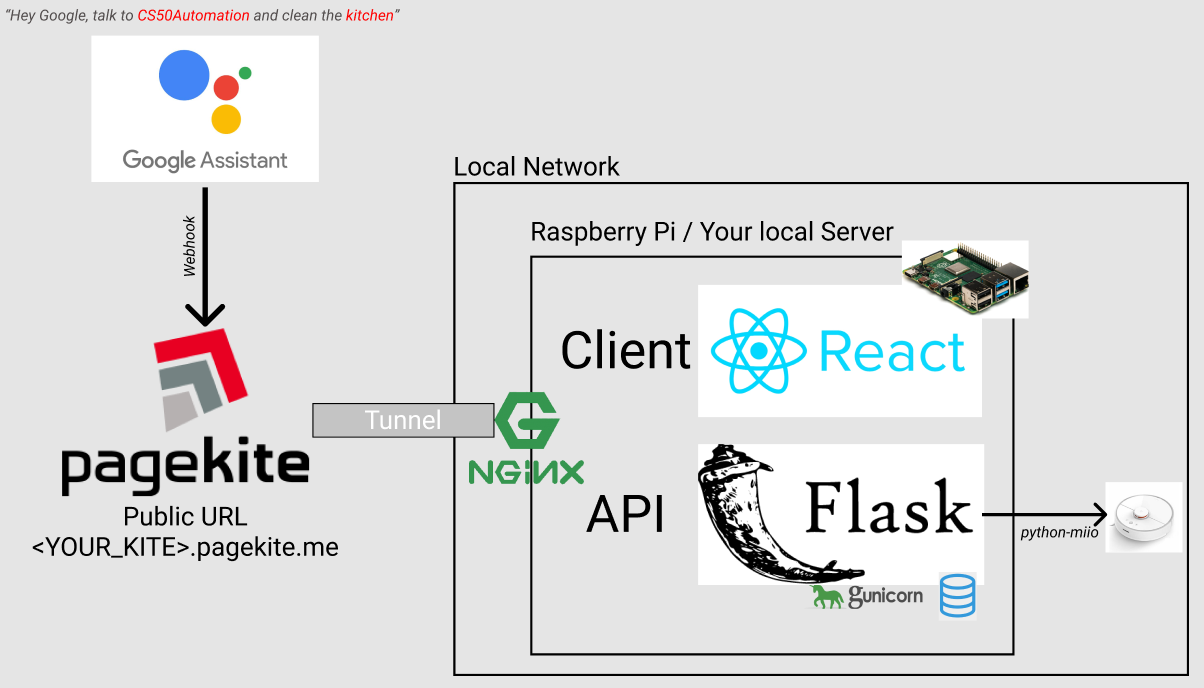 “Hey Google, talk to CS50Automation and clean the kitchen”
Google Assistant
Webhook
pagekite
Public URL
<YOUR_KITE>.pagekite.me
Local Network
Raspberry Pi / Your local Server
Client
React
Tunnel
NGiNX
API
Flask
python-miio
gunicorn